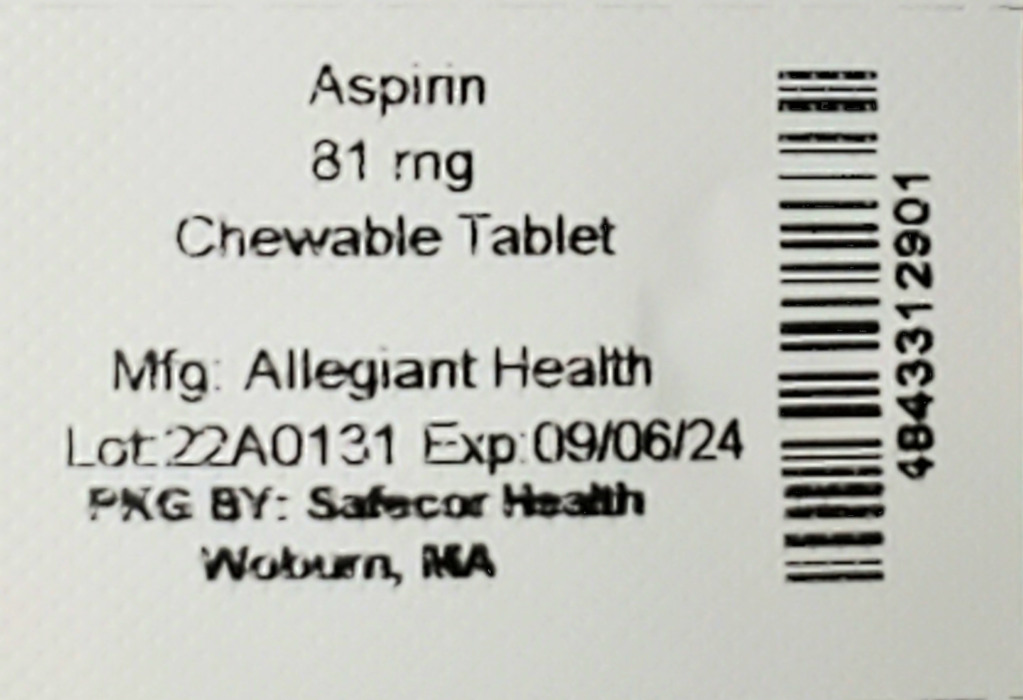 Aspirin
81 mg
Chewable Tablet
Mfg: Allegiant Health
Lot:22A0131 Exp:09/06/24
PKG BY: Safecor Health
Woburn, MA
4843312901